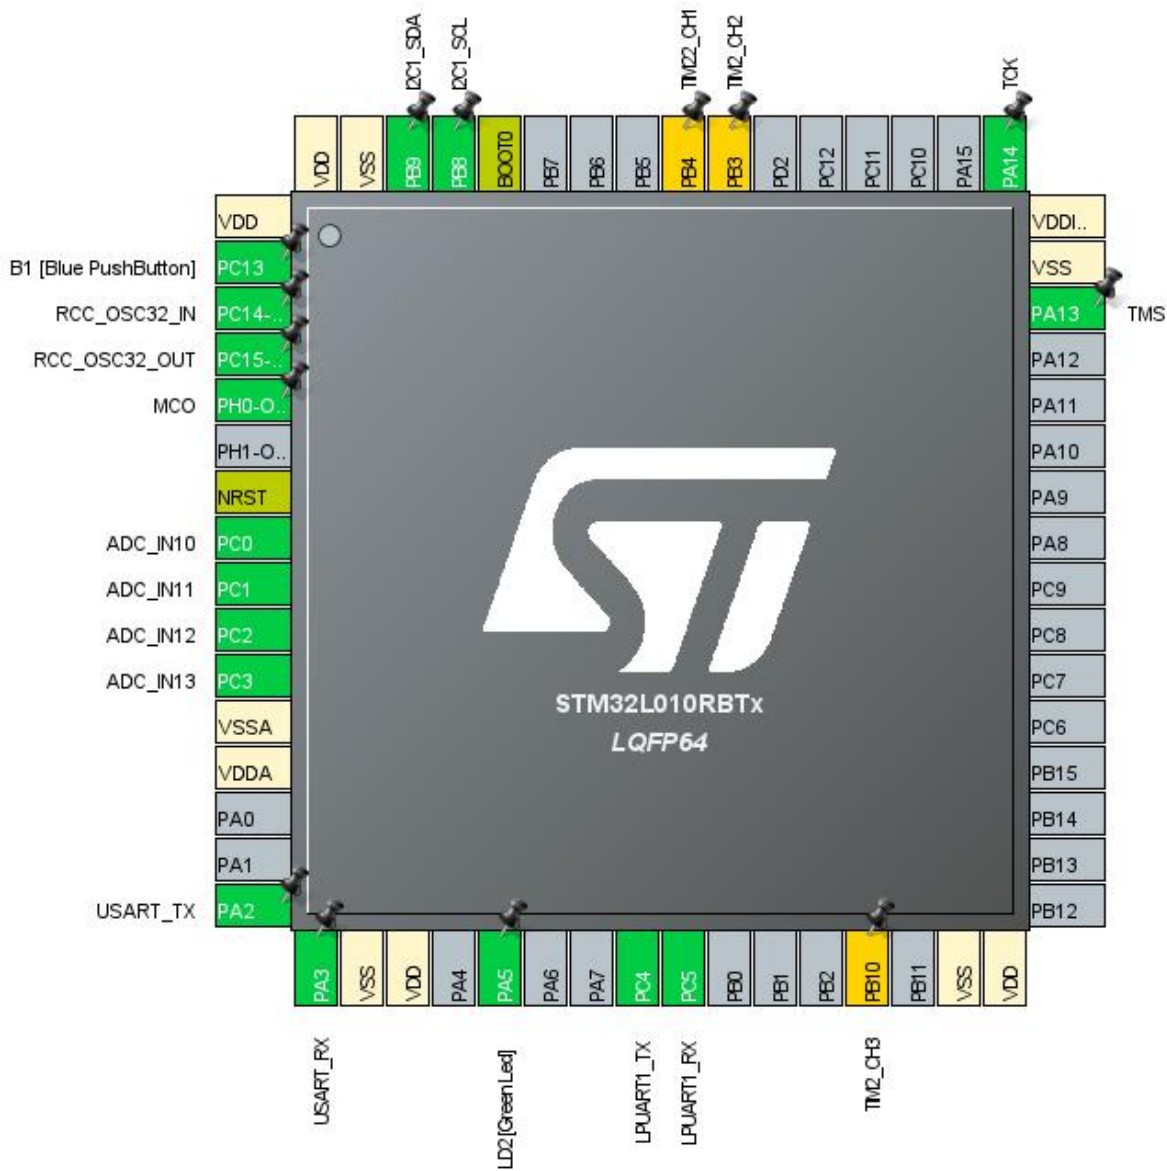 I2C1_SDA
I2C1_SCL
TIM22_CH1
TIM2_CH2
TCK
VDD
VSS
PB9
PB8
BOOT0
PB7
PB6
PB5
PB4
PB3
PD2
PC12
PC11
PC10
PA15
PA14
VDD
B1 [Blue PushButton] PC13
RCC_OSC32_IN PC14-..
RCC_OSC32_OUT PC15-..
MCO PH0-O..
PH1-O..
NRST
ADC_IN10 PC0
ADC_IN11 PC1
ADC_IN12 PC2
ADC_IN13 PC3
VSSA
VDDA
PA0
PA1
USART_TX PA2
ST
STM32L010RBTx
LQFP64
VDDI..
VSS
PA13 TMS
PA12
PA11
PA10
PA9
PA8
PC9
PC8
PC7
PC6
PB15
PB14
PB13
PB12
PA3
VSS
VDD
PA4
PA5
PA6
PA7
PC4
PC5
PB0
PB1
PB2
PB10
PB11
VSS
VDD
USART_RX
LD2 [Green Led]
LPUART1_TX
LPUART1_RX
TIM2_CH3